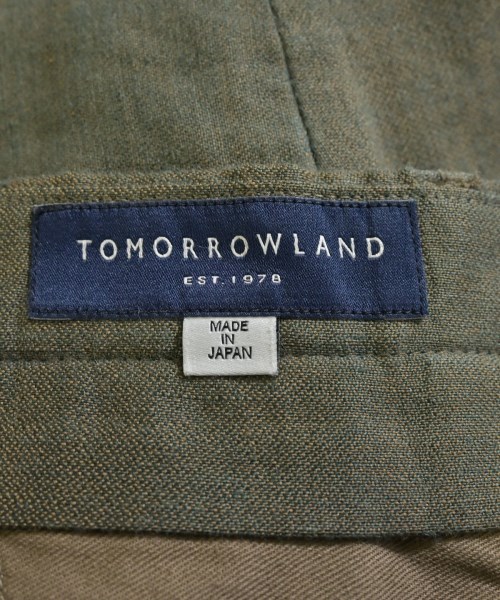 TOMORROWLAND
EST. 1978
MADE
IN
JAPAN